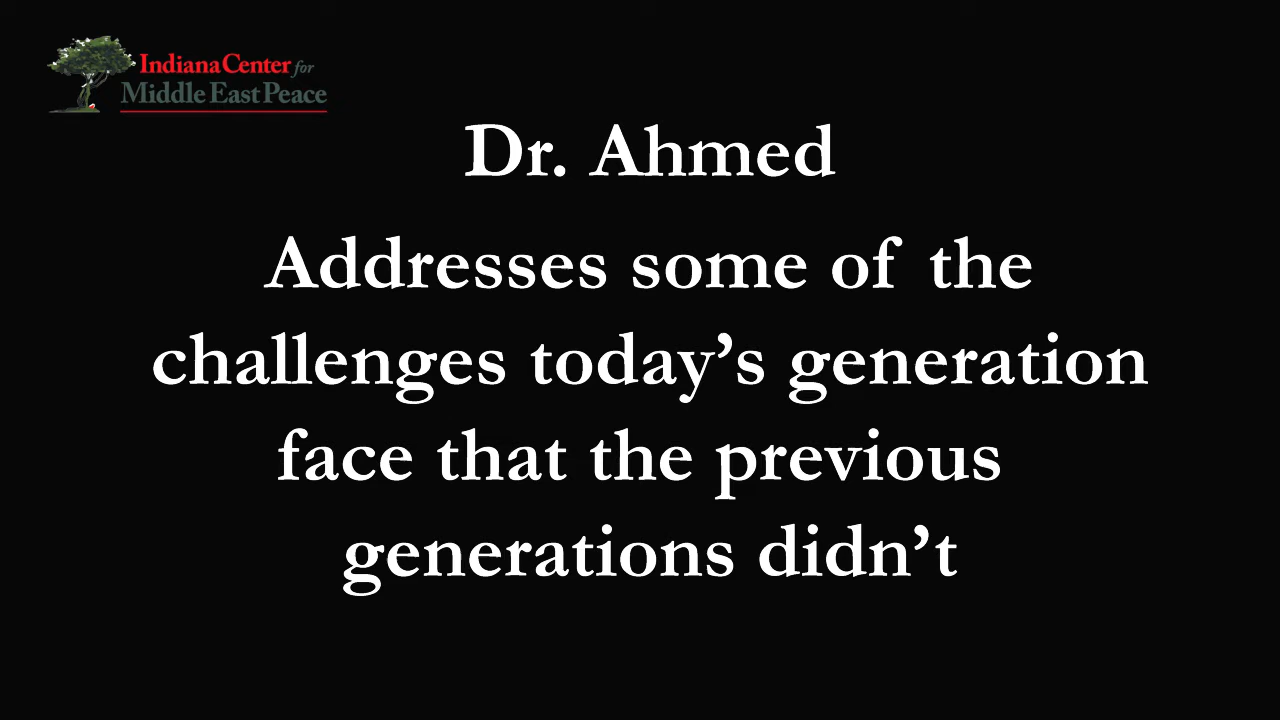 Indiana Center for
Middle East Peace
Dr. Ahmed
Addresses some of the
challenges today’s generation
face that the previous
generations didn’t